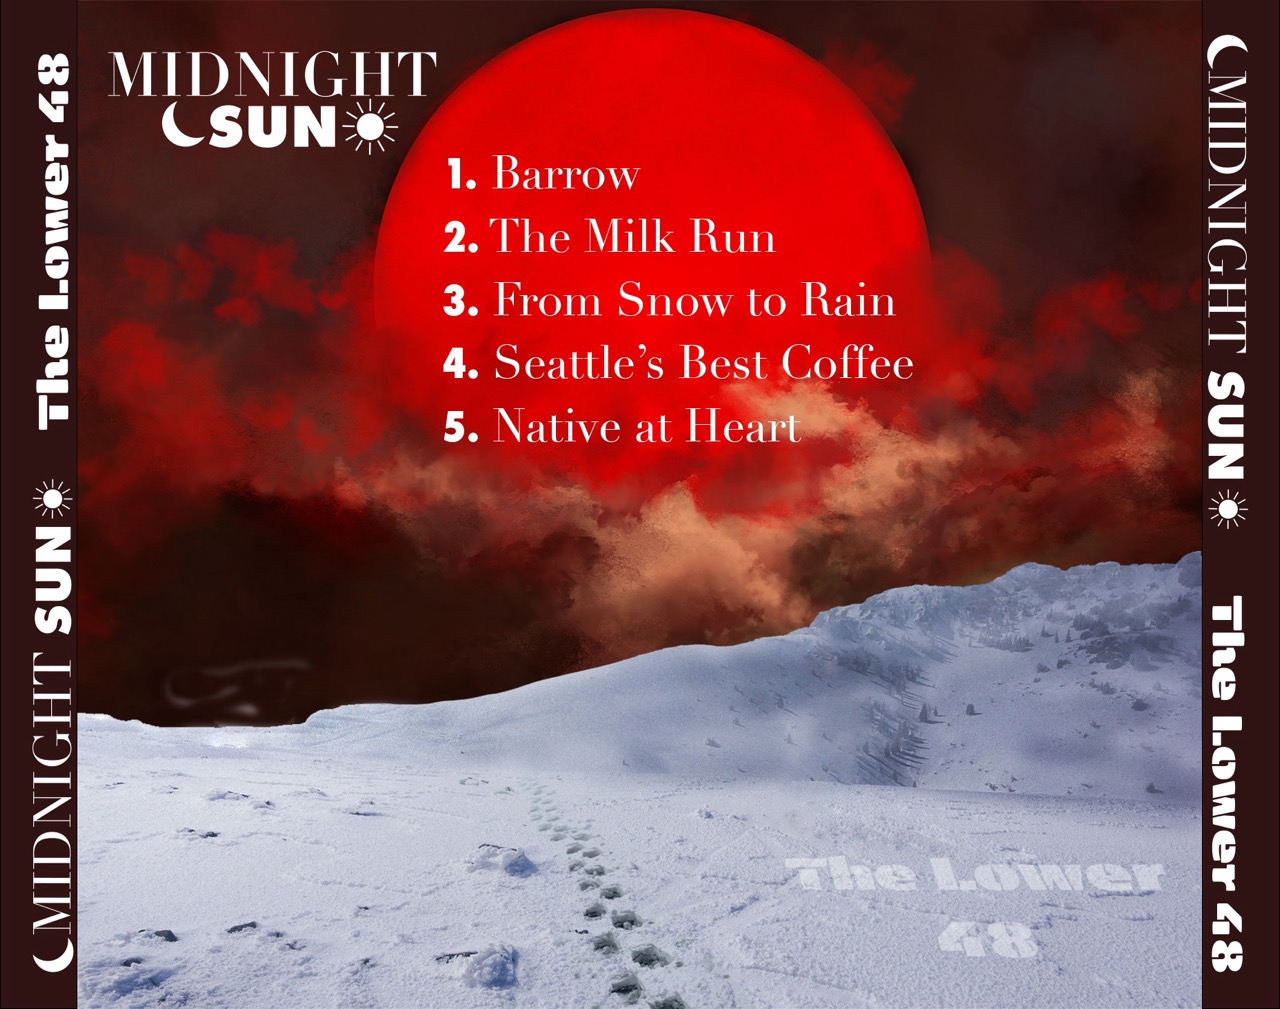 The Lower 48
MIDNIGHT SUN
MIDNIGHT
SUN
1. Barrow
2. The Milk Run
3. From Snow to Rain
4. Seattle's Best Coffee
5. Native at Heart
The Lower
48
MIDNIGHT SUN
The Lower 48